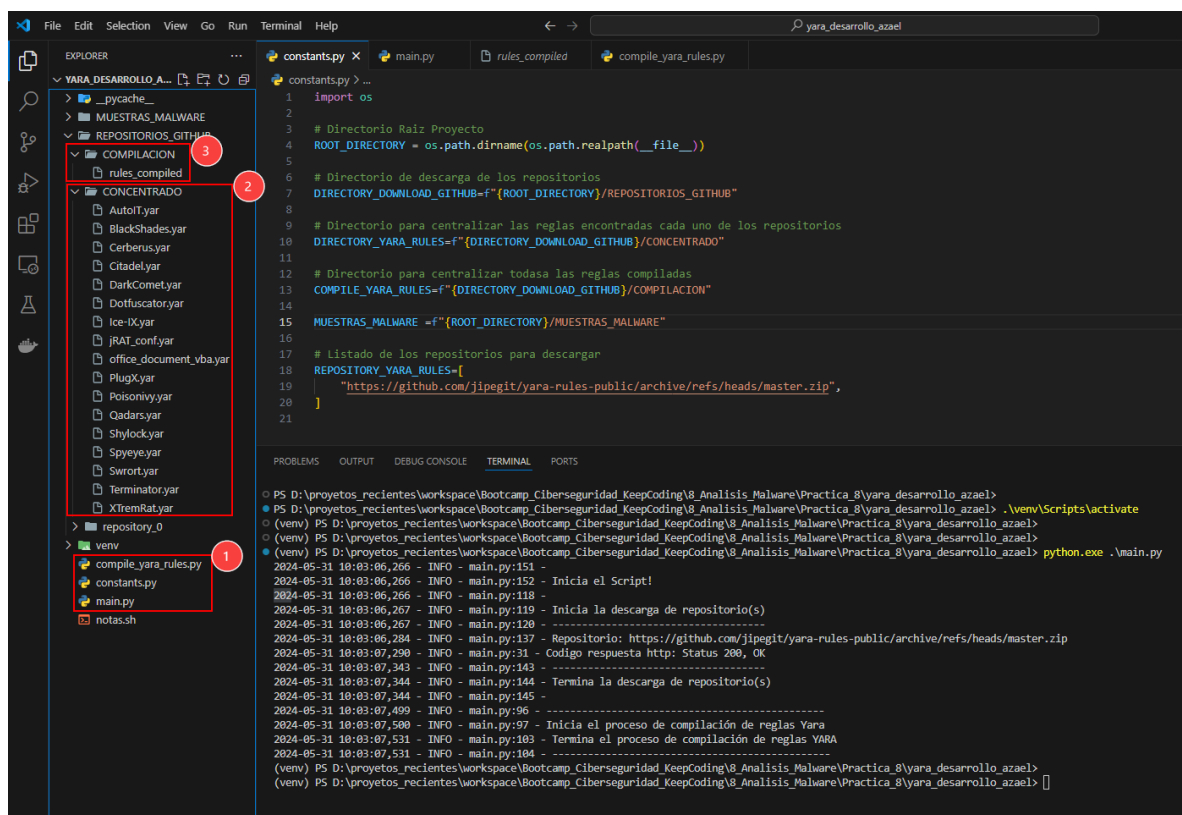 File Edit Selection View Go Run Terminal Help
yara_desarrollo_azael
EXPLORER
YARA_DESARROLLO_A...
__pycache__
MUESTRAS_MALWARE
REPOSITORIOS_GITHUB
COMPILACION
3
rules_compiled
CONCENTRADO
2
AutoIT.yar
BlackShades.yar
Cerberus.yar
Citadel.yar
DarkComet.yar
Dotfuscator.yar
Ice-IX.yar
jRAT_conf.yar
office_document_vba.yar
PlugX.yar
Poisonivy.yar
Qadars.yar
Shylock.yar
Spyeye.yar
Swrort.yar
Terminator.yar
XTremRat.yar
repository_0
venv
1
compile_yara_rules.py
constants.py
main.py
notas.sh
constants.py main.py rules_compiled compile_yara_rules.py
constants.py > ...
1 import os
2
3 # Directorio Raiz Proyecto
4 ROOT_DIRECTORY = os.path.dirname(os.path.realpath(__file__))
5
6 # Directorio de descarga de los repositorios
7 DIRECTORY_DOWNLOAD_GITHUB=f"{ROOT_DIRECTORY}/REPOSITORIOS_GITHUB"
8
9 # Directorio para centralizar las reglas encontradas cada uno de los repositorios
10 DIRECTORY_YARA_RULES=f"{DIRECTORY_DOWNLOAD_GITHUB}/CONCENTRADO"
11
12 # Directorio para centralizar todasa las reglas compiladas
13 COMPILE_YARA_RULES=f"{DIRECTORY_DOWNLOAD_GITHUB}/COMPILACION"
14
15 MUESTRAS_MALWARE =f"{ROOT_DIRECTORY}/MUESTRAS_MALWARE"
16
17 # Listado de los repositorios para descargar
18 REPOSITORY_YARA_RULES=[
19 "https://github.com/jipegit/yara-rules-public/archive/refs/heads/master.zip",
20 ]
21
PROBLEMS OUTPUT DEBUG CONSOLE TERMINAL PORTS
PS D:\proyetos_recientes\workspace\Bootcamp_Ciberseguridad_KeepCoding\8_Analisis_Malware\Practica_8\yara_desarrollo_azael>
PS D:\proyetos_recientes\workspace\Bootcamp_Ciberseguridad_KeepCoding\8_Analisis_Malware\Practica_8\yara_desarrollo_azael> .\venv\Scripts\activate
(venv) PS D:\proyetos_recientes\workspace\Bootcamp_Ciberseguridad_KeepCoding\8_Analisis_Malware\Practica_8\yara_desarrollo_azael>
(venv) PS D:\proyetos_recientes\workspace\Bootcamp_Ciberseguridad_KeepCoding\8_Analisis_Malware\Practica_8\yara_desarrollo_azael>
(venv) PS D:\proyetos_recientes\workspace\Bootcamp_Ciberseguridad_KeepCoding\8_Analisis_Malware\Practica_8\yara_desarrollo_azael> python.exe .\main.py
2024-05-31 10:03:06,266 - INFO - main.py:151 -
2024-05-31 10:03:06,266 - INFO - main.py:152 - Inicia el Script!
2024-05-31 10:03:06,266 - INFO - main.py:118 -
2024-05-31 10:03:06,267 - INFO - main.py:119 - Inicia la descarga de repositorio(s)
2024-05-31 10:03:06,267 - INFO - main.py:120 - -----------------------------------
2024-05-31 10:03:06,284 - INFO - main.py:137 - Repositorio: https://github.com/jipegit/yara-rules-public/archive/refs/heads/master.zip
2024-05-31 10:03:07,290 - INFO - main.py:31 - Codigo respuesta http: Status 200, OK
2024-05-31 10:03:07,343 - INFO - main.py:143 - -----------------------------------
2024-05-31 10:03:07,344 - INFO - main.py:144 - Termina la descarga de repositorio(s)
2024-05-31 10:03:07,344 - INFO - main.py:145 -
2024-05-31 10:03:07,499 - INFO - main.py:96 - ----------------------------------------------
2024-05-31 10:03:07,500 - INFO - main.py:97 - Inicia el proceso de compilación de reglas Yara
2024-05-31 10:03:07,531 - INFO - main.py:103 - Termina el proceso de compilación de reglas YARA
2024-05-31 10:03:07,531 - INFO - main.py:104 - ----------------------------------------------
(venv) PS D:\proyetos_recientes\workspace\Bootcamp_Ciberseguridad_KeepCoding\8_Analisis_Malware\Practica_8\yara_desarrollo_azael>
(venv) PS D:\proyetos_recientes\workspace\Bootcamp_Ciberseguridad_KeepCoding\8_Analisis_Malware\Practica_8\yara_desarrollo_azael>